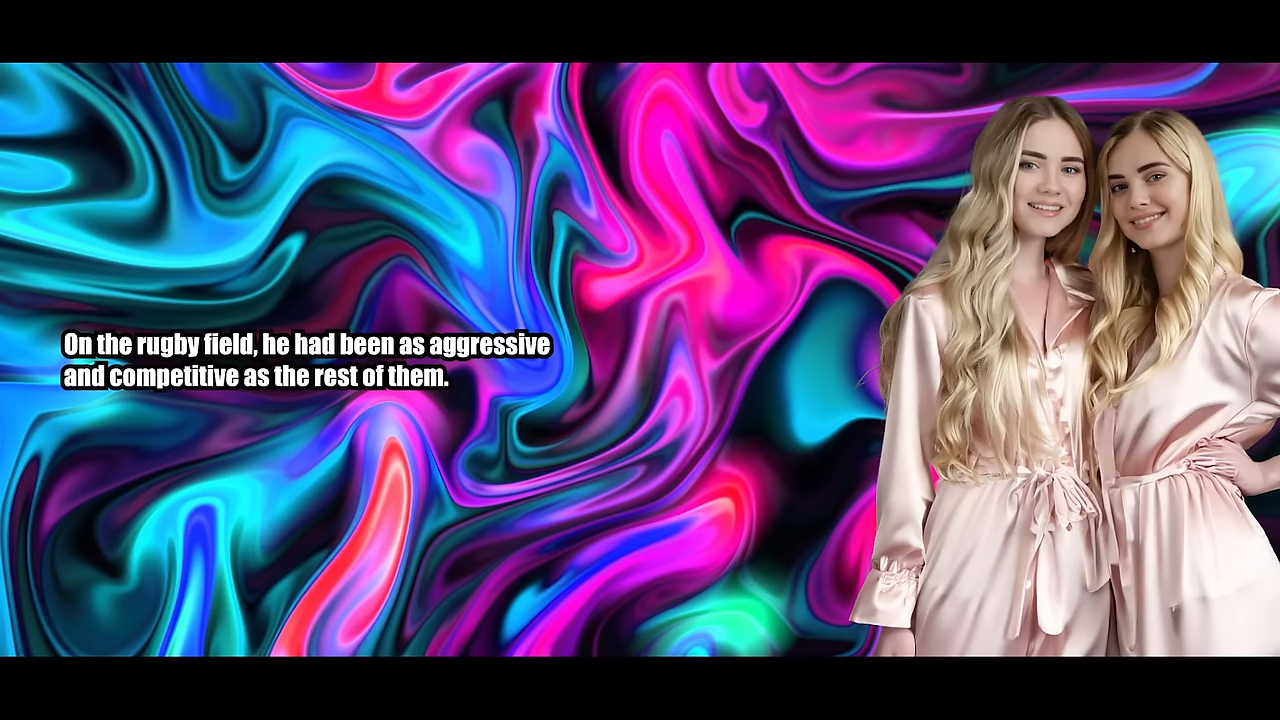 On the rugby field, he had been as aggressive
and competitive as the rest of them.